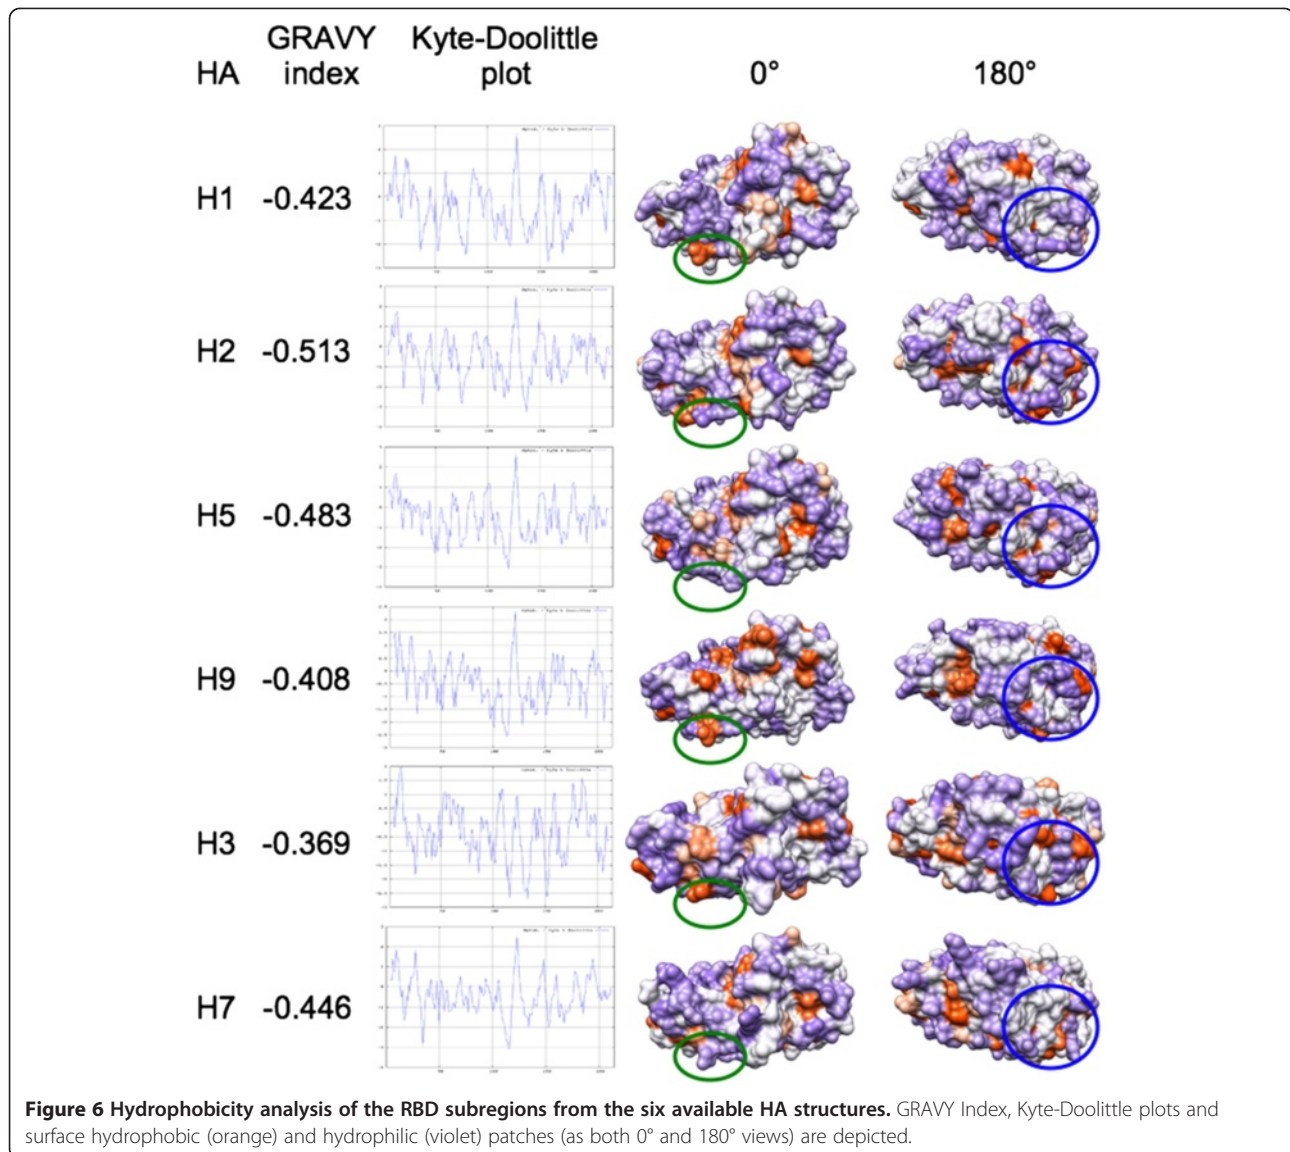 GRAVY Kyte-Doolittle
HA index plot 0° 180°
H1 -0.423
H2 -0.513
H5 -0.483
H9 -0.408
H3 -0.369
H7 -0.446
Figure 6 Hydrophobicity analysis of the RBD subregions from the six available HA structures. GRAVY Index, Kyte-Doolittle plots and
surface hydrophobic (orange) and hydrophilic (violet) patches (as both 0° and 180° views) are depicted.